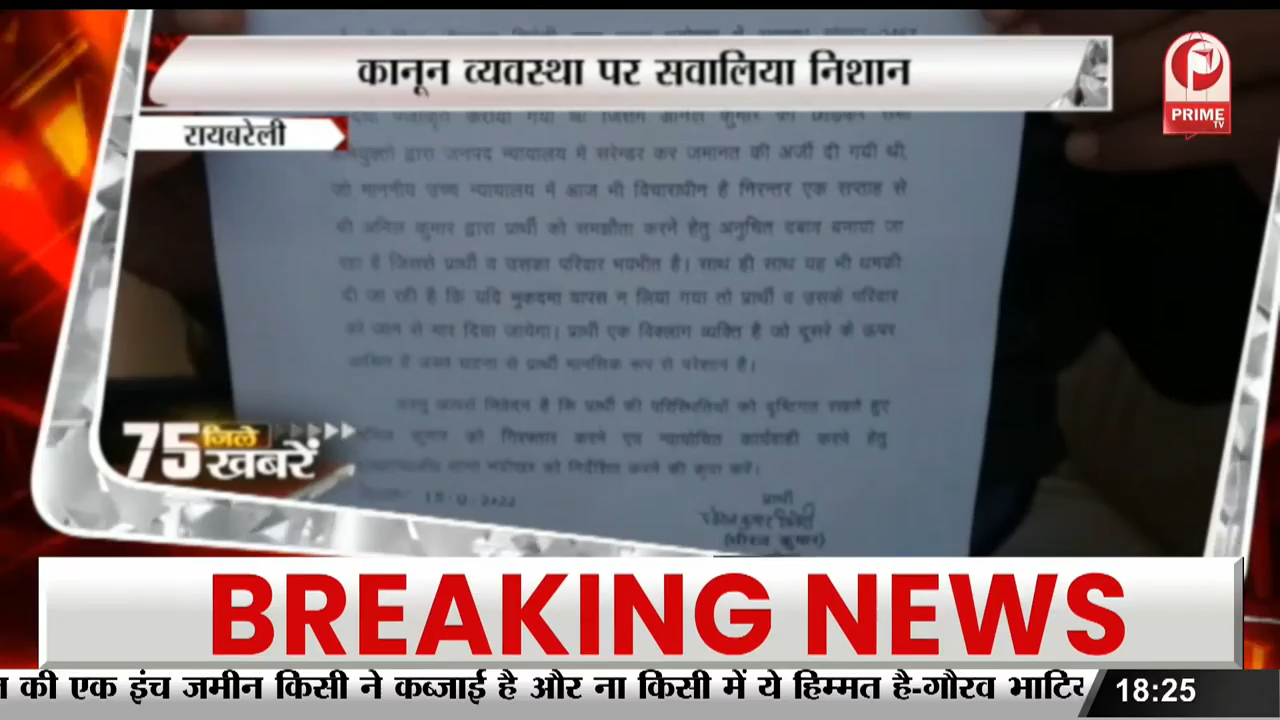 कानून व्यवस्था पर सवालिया निशान
PRIME
TV
रायबरेली
द्वारा जनपद न्यायालय में सरेन्डर कर जमानत की अर्जी दी गयी थी,
जो माननीय उच्च न्यायालय में आज भी विचाराधीन है निरन्तर एक सप्ताह से
श्री अनिल कुमार द्वारा प्रार्थी को समझौता करने हेतु अनुचित दबाव बनाया जा
रहा है जिससे प्रार्थी व उसका परिवार भयभीत है। साथ ही साथ यह भी धमकी
दी जा रही है कि यदि मुकदमा वापस न लिया गया तो प्रार्थी व उसके परिवार
को जान से मार दिया जायेगा। प्रार्थी एक विकलांग व्यक्ति है जो दूसरे के ऊपर
है उक्त घटना से प्रार्थी मानसिक रूप से परेशान है।
आपसे निवेदन है कि प्रार्थी की परिस्थितियों को दृष्टिगत रखते हुए
कुमार को गिरफ्तार करने एवं न्यायोचित कार्यवाही करने हेतु
को निर्देशित करने की कृपा करें।
प्रार्थी
75 जिले
खबरें
BREAKING NEWS
की एक इंच जमीन किसी ने कब्जाई है और ना किसी में ये हिम्मत है-गौरव
18:25